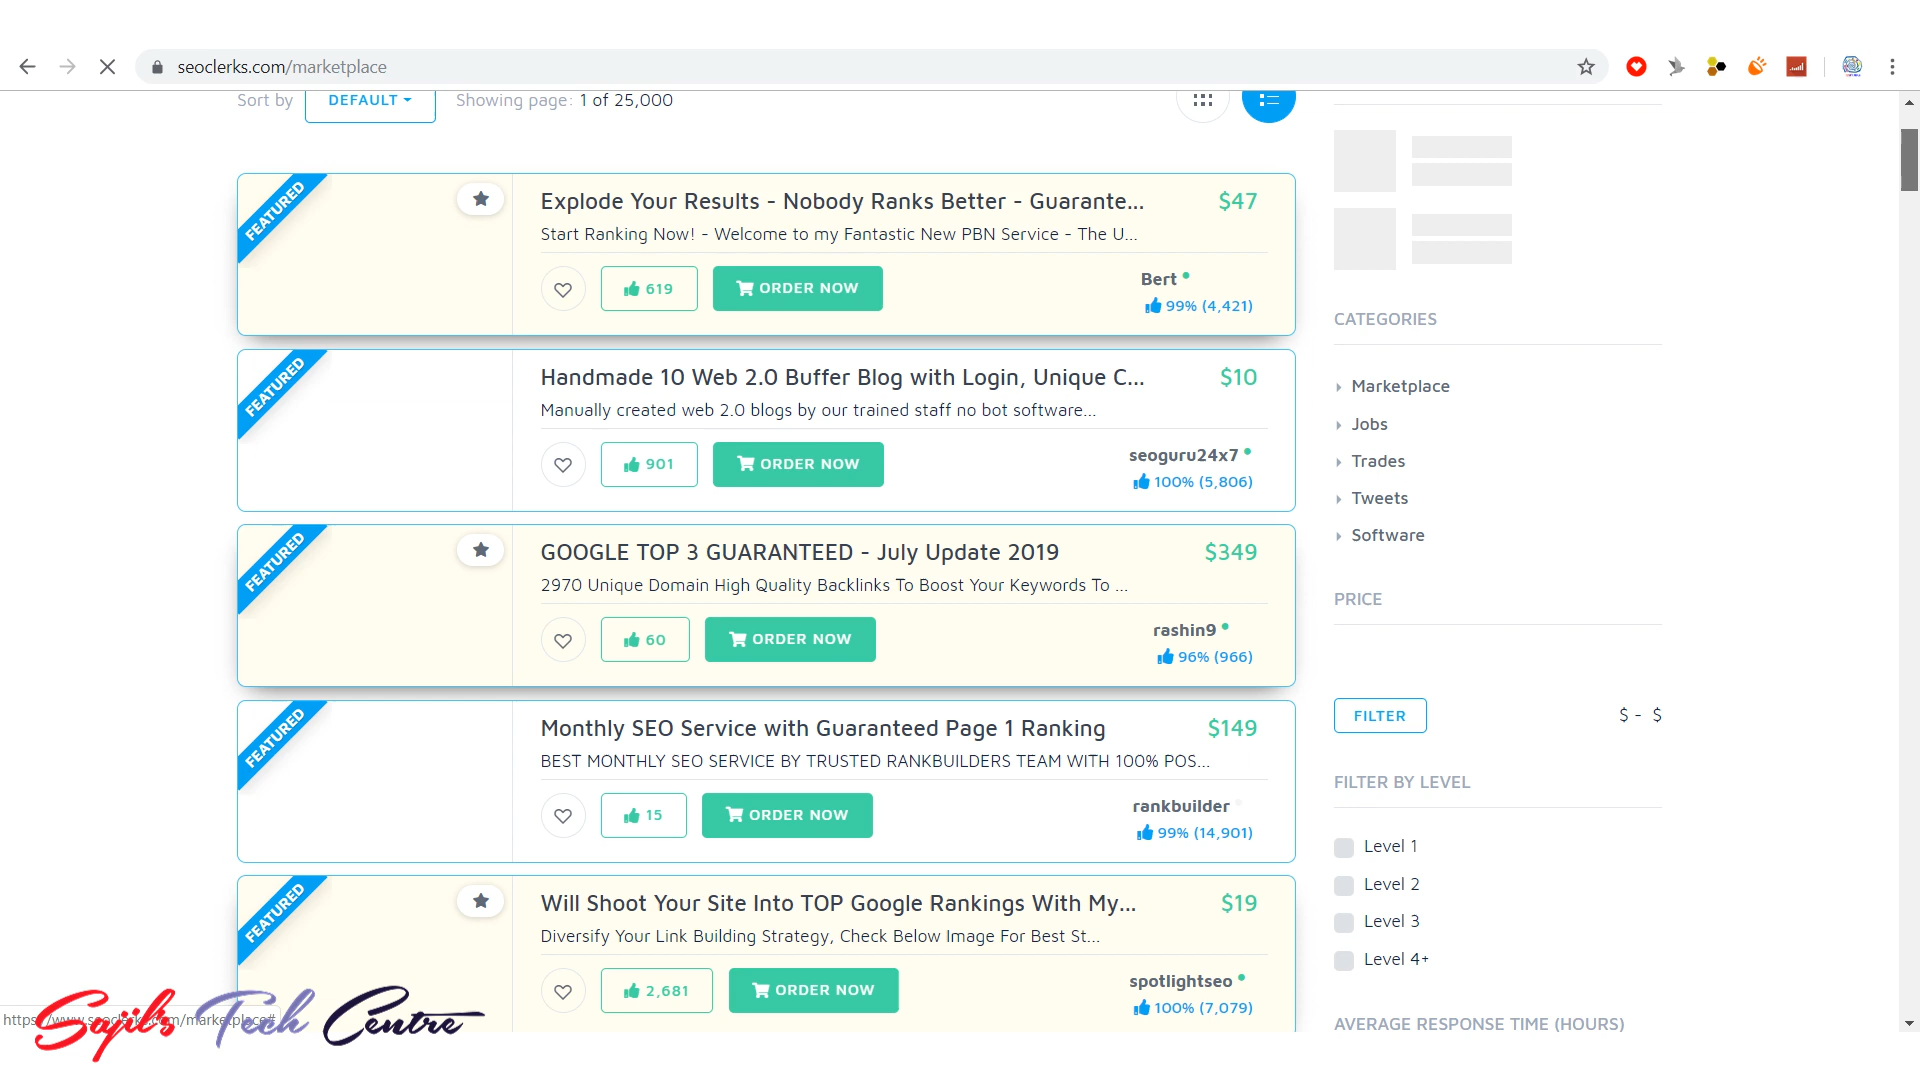 seoclerks.com/marketplace
Sort by DEFAULT Showing page: 1 of 25,000
FEATURED
Explode Your Results - Nobody Ranks Better - Guarante... $47
Start Ranking Now! - Welcome to my Fantastic New PBN Service - The U...
619 ORDER NOW
Bert
99% (4,421)
FEATURED
Handmade 10 Web 2.0 Buffer Blog with Login, Unique C... $10
Manually created web 2.0 blogs by our trained staff no bot software...
901 ORDER NOW
seoguru24x7
100% (5,806)
FEATURED
GOOGLE TOP 3 GUARANTEED - July Update 2019 $349
2970 Unique Domain High Quality Backlinks To Boost Your Keywords To ...
60 ORDER NOW
rashin9
96% (966)
FEATURED
Monthly SEO Service with Guaranteed Page 1 Ranking $149
BEST MONTHLY SEO SERVICE BY TRUSTED RANKBUILDERS TEAM WITH 100% POS...
15 ORDER NOW
rankbuilder
99% (14,901)
FEATURED
Will Shoot Your Site Into TOP Google Rankings With My... $19
Diversify Your Link Building Strategy, Check Below Image For Best St...
2,681 ORDER NOW
spotlightseo
100% (7,079)
CATEGORIES
Marketplace
Jobs
Trades
Tweets
Software
PRICE
FILTER $ - $
FILTER BY LEVEL
Level 1
Level 2
Level 3
Level 4+
AVERAGE RESPONSE TIME (HOURS)
https://www.seoclerks.com/marketplace#
Sajil's Tech Centre